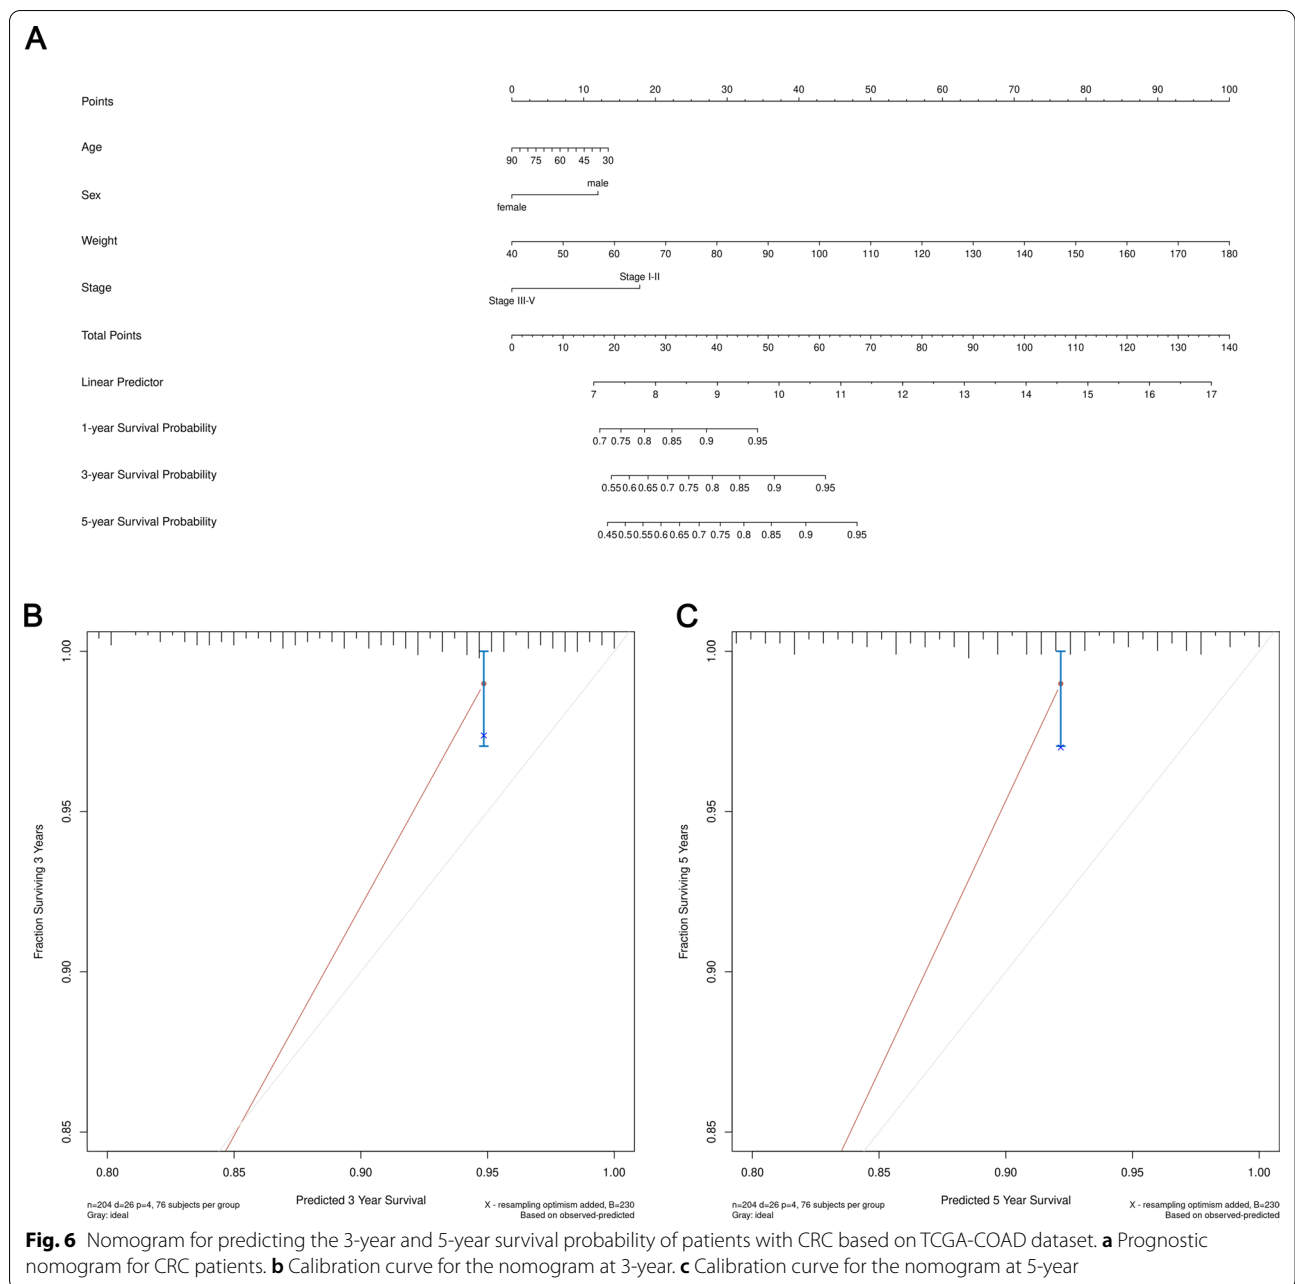 A
Points
0 10 20 30 40 50 60 70 80 90 100
Age
90 75 60 45 30
Sex
male
female
Weight
40 50 60 70 80 90 100 110 120 130 140 150 160 170 180
Stage
Stage I-II
Stage III-V
Total Points
0 10 20 30 40 50 60 70 80 90 100 110 120 130 140
Linear Predictor
7 8 9 10 11 12 13 14 15 16 17
1-year Survival Probability
0.7 0.75 0.8 0.85 0.9 0.95
3-year Survival Probability
0.55 0.6 0.65 0.7 0.75 0.8 0.85 0.9 0.95
5-year Survival Probability
0.45 0.5 0.55 0.6 0.65 0.7 0.75 0.8 0.85 0.9 0.95
B
1.00
0.95
0.90
0.85
Fraction Surviving 3 Years
0.80 0.85 0.90 0.95 1.00
Predicted 3 Year Survival
n=204 d=26 p=4, 76 subjects per group
Gray: ideal
X - resampling optimism added, B=230
Based on observed-predicted
C
1.00
0.95
0.90
0.85
Fraction Surviving 5 Years
0.80 0.85 0.90 0.95 1.00
Predicted 5 Year Survival
n=204 d=26 p=4, 76 subjects per group
Gray: ideal
X - resampling optimism added, B=230
Based on observed-predicted
Fig. 6 Nomogram for predicting the 3-year and 5-year survival probability of patients with CRC based on TCGA-COAD dataset. a Prognostic
nomogram for CRC patients. b Calibration curve for the nomogram at 3-year. c Calibration curve for the nomogram at 5-year